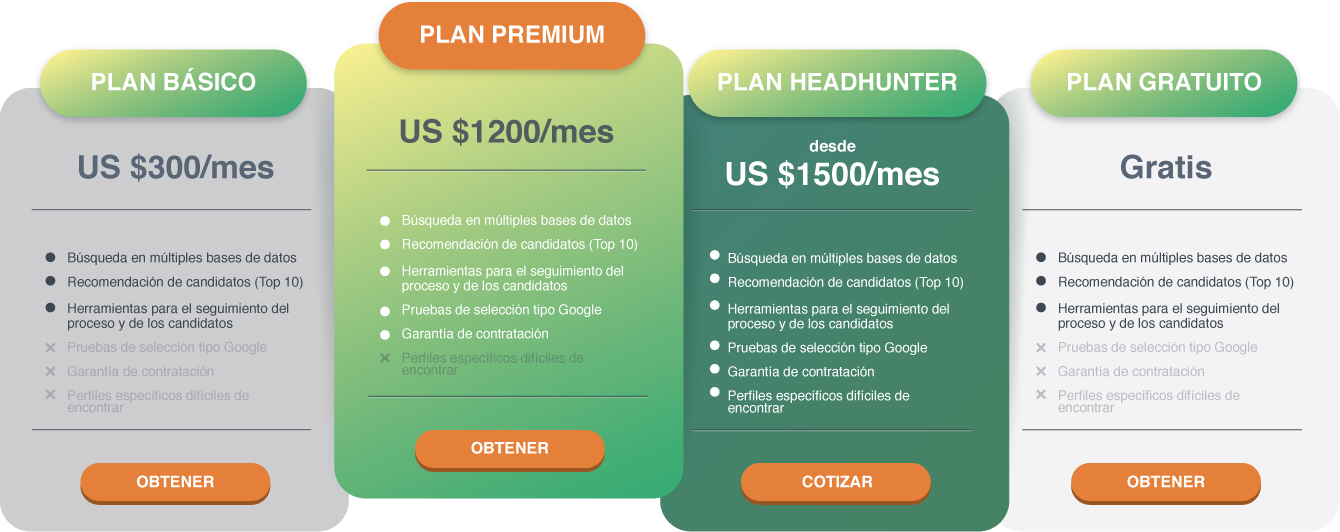 PLAN BÁSICO
US $300/mes
Búsqueda en múltiples bases de datos
Recomendación de candidatos (Top 10)
Herramientas para el seguimiento del
proceso y de los candidatos
Pruebas de selección tipo Google
Garantía de contratación
Perfiles específicos difíciles de
encontrar
OBTENER
PLAN PREMIUM
US $1200/mes
Búsqueda en múltiples bases de datos
Recomendación de candidatos (Top 10)
Herramientas para el seguimiento del
proceso y de los candidatos
Pruebas de selección tipo Google
Garantía de contratación
Perfiles específicos difíciles de
encontrar
OBTENER
PLAN HEADHUNTER
desde
US $1500/mes
Búsqueda en múltiples bases de datos
Recomendación de candidatos (Top 10)
Herramientas para el seguimiento del
proceso y de los candidatos
Pruebas de selección tipo Google
Garantía de contratación
Perfiles específicos difíciles de
encontrar
COTIZAR
PLAN GRATUITO
Gratis
Búsqueda en múltiples bases de datos
Recomendación de candidatos (Top 10)
Herramientas para el seguimiento del
proceso y de los candidatos
Pruebas de selección tipo Google
Garantía de contratación
Perfiles específicos difíciles de
encontrar
OBTENER